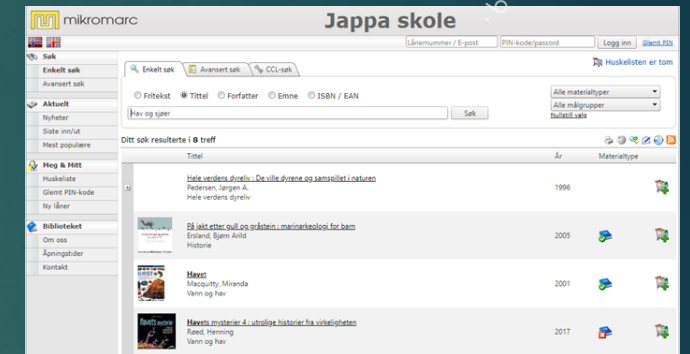 mikromarc
Jappa skole
Lånernummer / E-post
PIN-kode/passord
Logg inn
Glemt PIN
Søk
Enkelt søk
Avansert søk
Aktuelt
Nyheter
Siste inn/ut
Mest populære
Meg & Mitt
Huskeliste
Glemt PIN-kode
Ny låner
Biblioteket
Om oss
Åpningstider
Kontakt
Huskelisten er tom
Enkelt søk
Avansert søk
CCL-søk
Fritekst Tittel Forfatter Emne ISBN / EAN
Hav og sjøer
Søk
Alle materialtyper
Alle målgrupper
Nullstill valg
Ditt søk resulterte i 8 treff
Tittel År Materialtype
Hele verdens dyreliv : De ville dyrene og samspillet i naturen
Pedersen, Jørgen A. 1996
Hele verdens dyreliv
På jakt etter gull og gråstein : marinarkeologi for barn
Ersland, Bjørn Arild 2005
Historie
Havet
Macquitty, Miranda 2001
Vann og hav
Havets mysterier 4 : utrolige historier fra virkeligheten
Røed, Henning 2017
Vann og hav